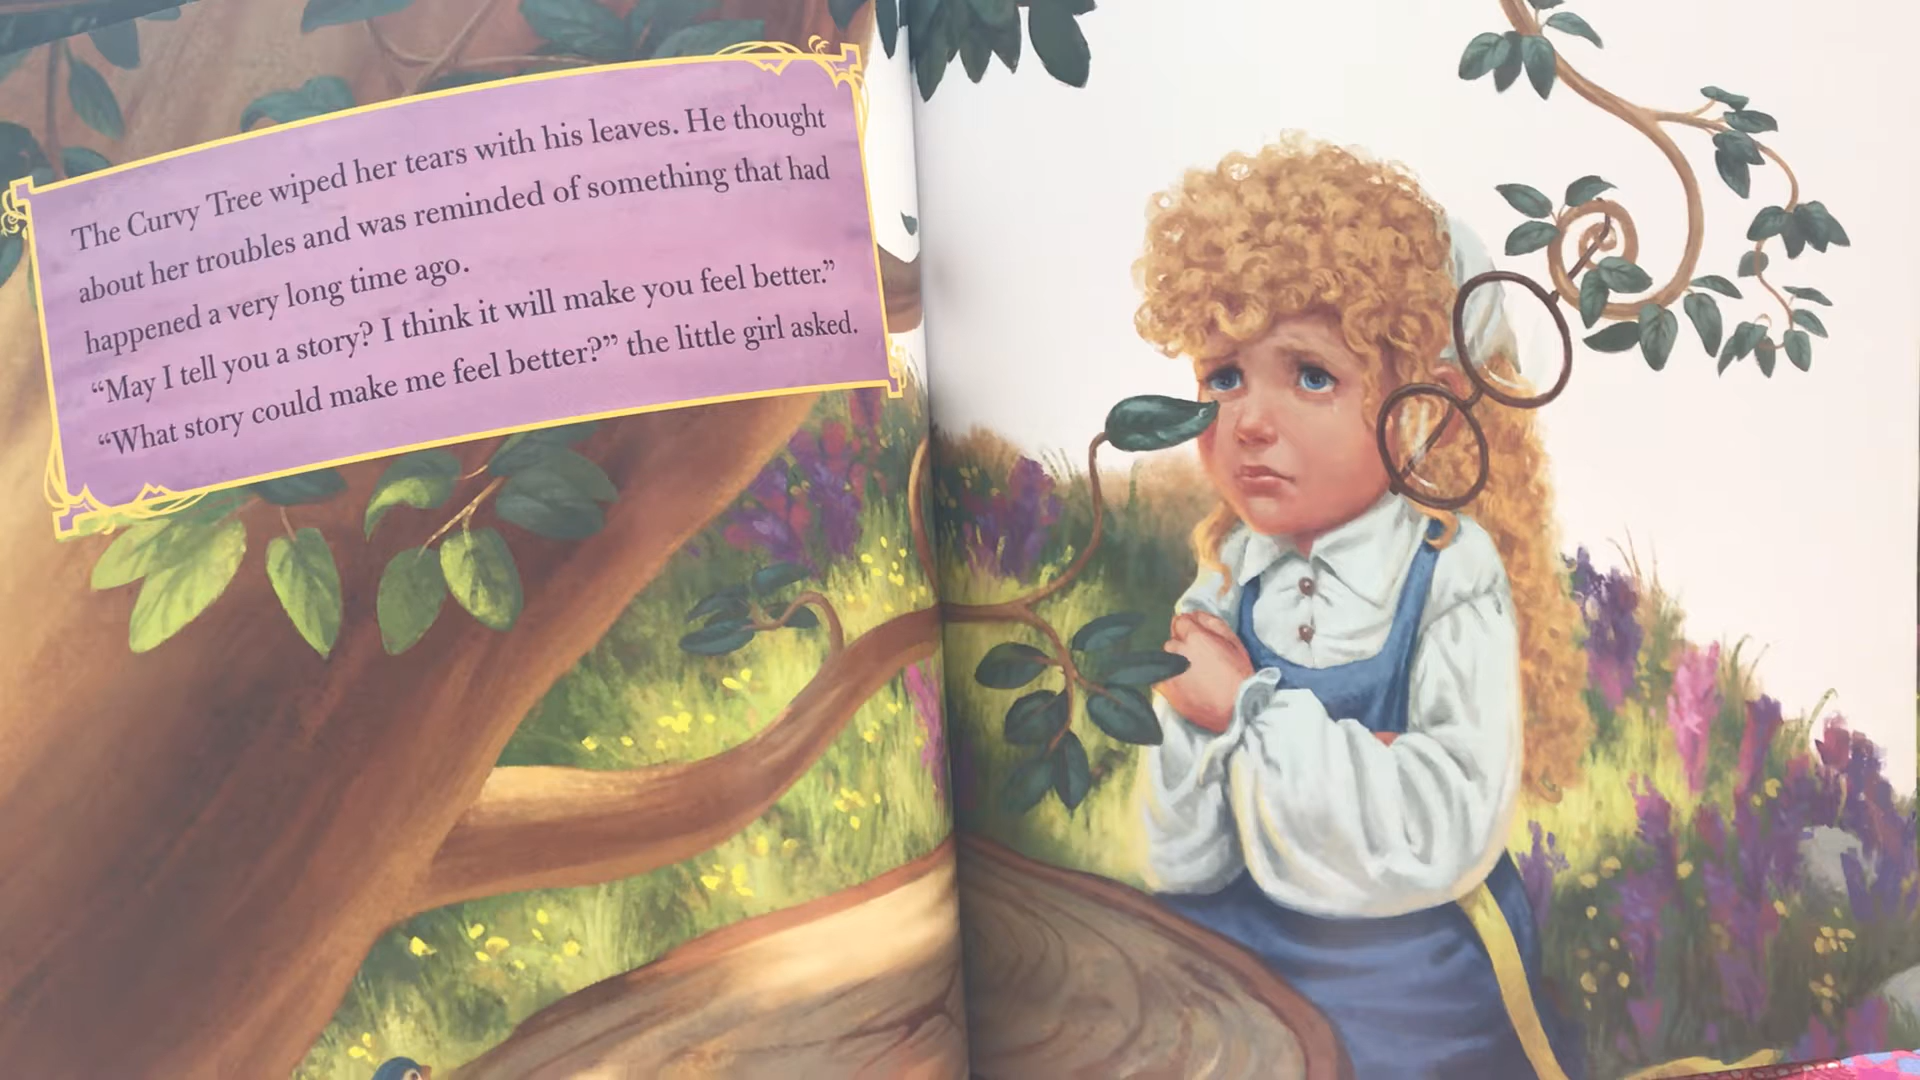 The Curvy Tree wiped her tears with his leaves. He thought
about her troubles and was reminded of something that had
happened a very long time ago.
“May I tell you a story? I think it will make you feel better.”
“What story could make me feel better?” the little girl asked.